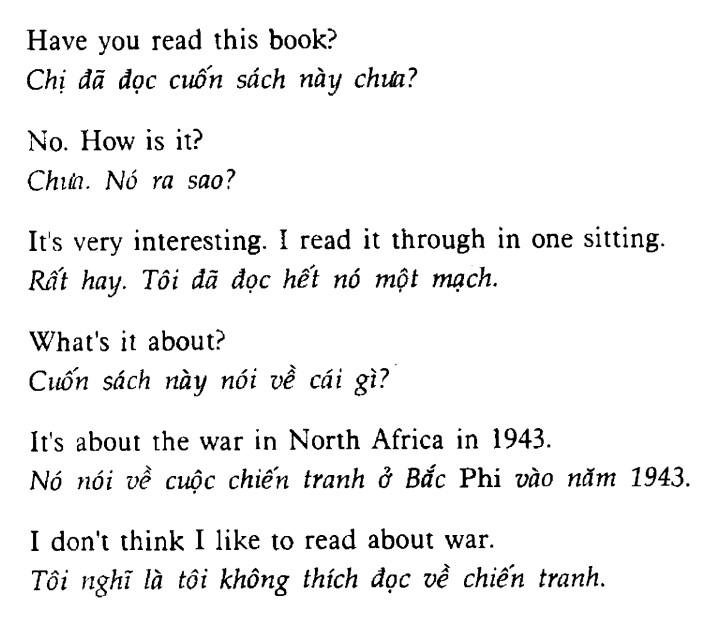 Have you read this book?
Chị đã đọc cuốn sách này chưa?
No. How is it?
Chưa. Nó ra sao?
It's very interesting. I read it through in one sitting.
Rất hay. Tôi đã đọc hết nó một mạch.
What's it about?
Cuốn sách này nói về cái gì?
It's about the war in North Africa in 1943.
Nó nói về cuộc chiến tranh ở Bắc Phi vào năm 1943.
I don't think I like to read about war.
Tôi nghĩ là tôi không thích đọc về chiến tranh.